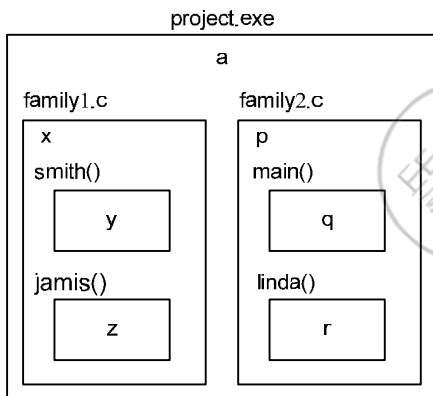 project.exe
a
family1.c
family2.c
x
p
smith()
main()
y
q
jamis()
linda()
z
r